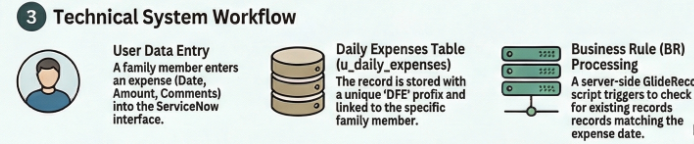 3 Technical System Workflow
User Data Entry
A family member enters
an expense (Date,
Amount, Comments)
into the ServiceNow
interface.
Daily Expenses Table
(u_daily_expenses)
The record is stored with
a unique ‘DFE’ profix and
linked to the specific
family member.
Business Rule (BR)
Processing
A server-side GlideReco
script triggers to check
for existing records
records matching the
expense date.